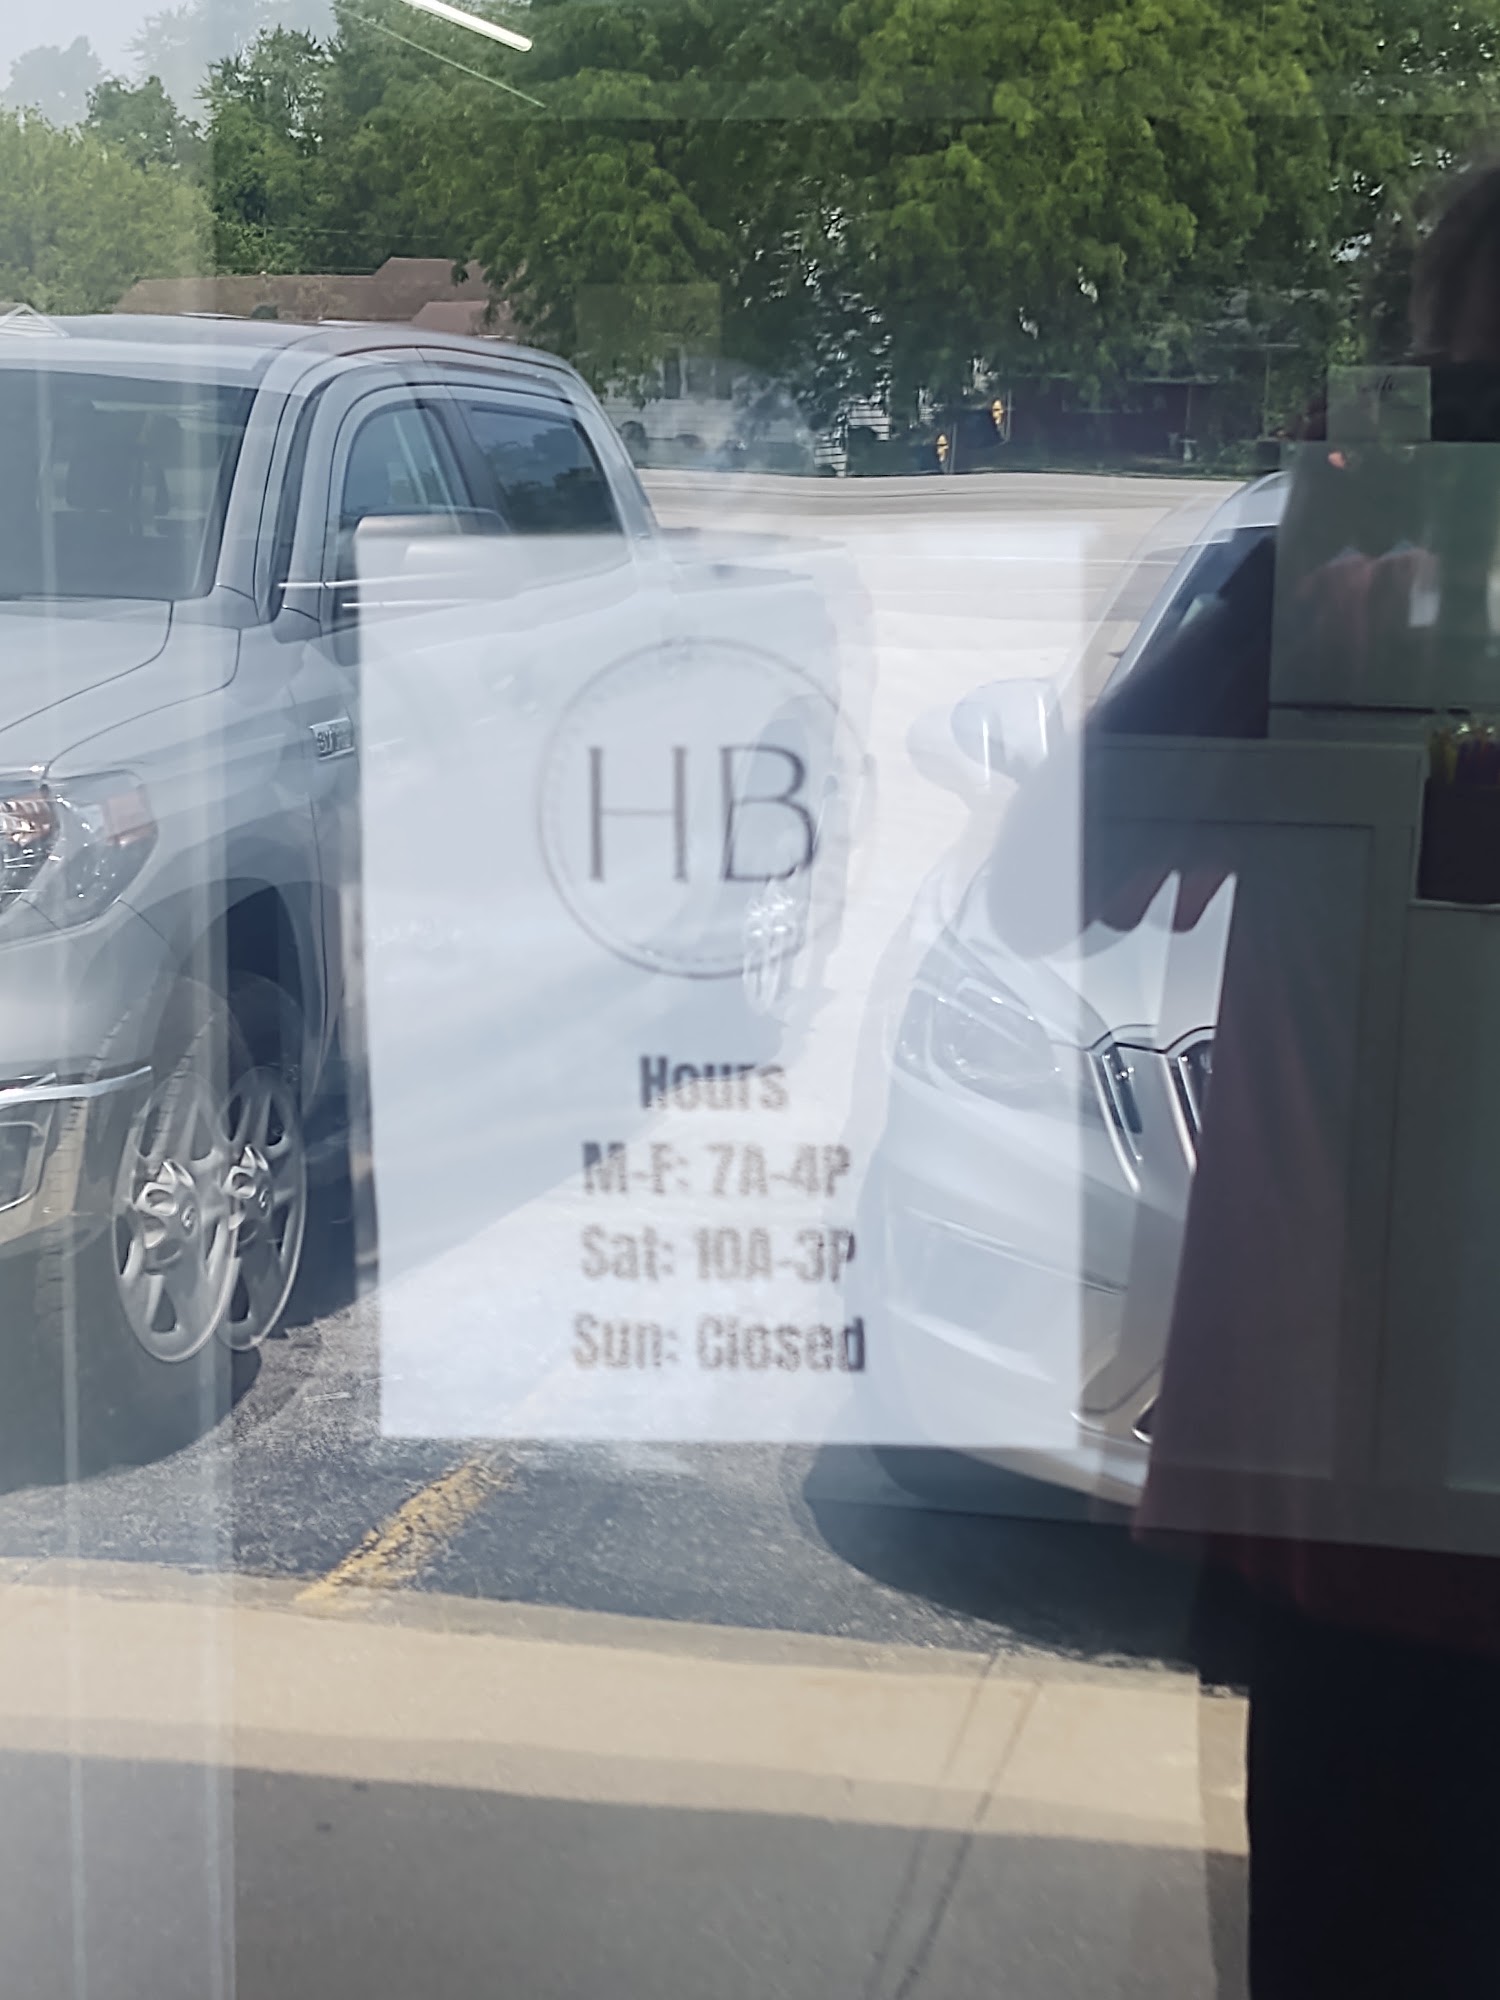 HB
Hours
M-F: 7A-4P
Sat: 10A-3P
Sun: Closed